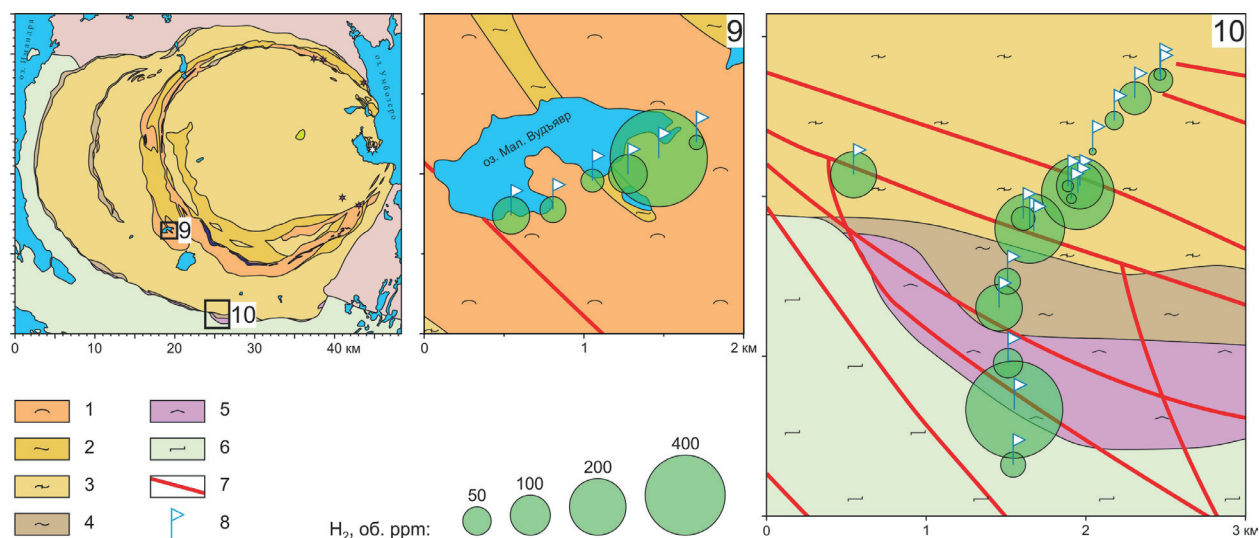 оз. Имандра
оз. Умбозеро
9
10
0 10 20 30 40 км
9
оз. Мал. Вудъявр
0 1 2 км
10
0 1 2 3 км
1
2
3
4
5
6
7
8
H₂, об. ppm:
50
100
200
400